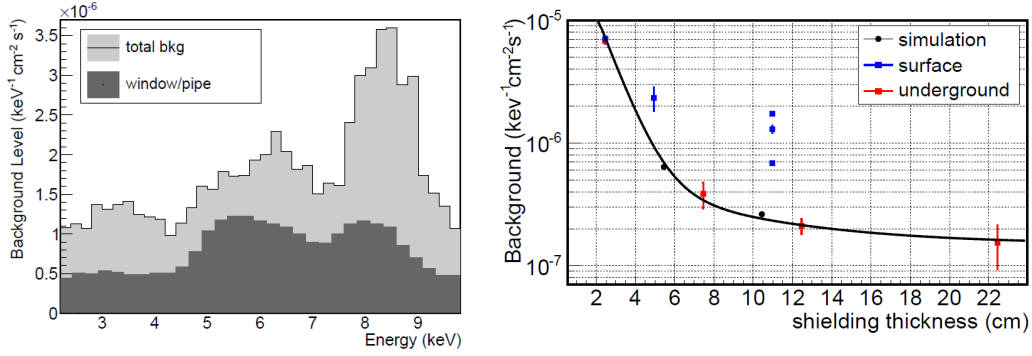 ×10⁻⁶
3.5
3
2.5
2
1.5
1
0.5
0
Background Level (keV⁻¹ cm⁻² s⁻¹)
total bkg
window/pipe
3 4 5 6 7 8 9
Energy (keV)
10⁻⁵
10⁻⁶
10⁻⁷
Background (kev⁻¹cm⁻²s⁻¹)
simulation
surface
underground
2 4 6 8 10 12 14 16 18 20 22
shielding thickness (cm)